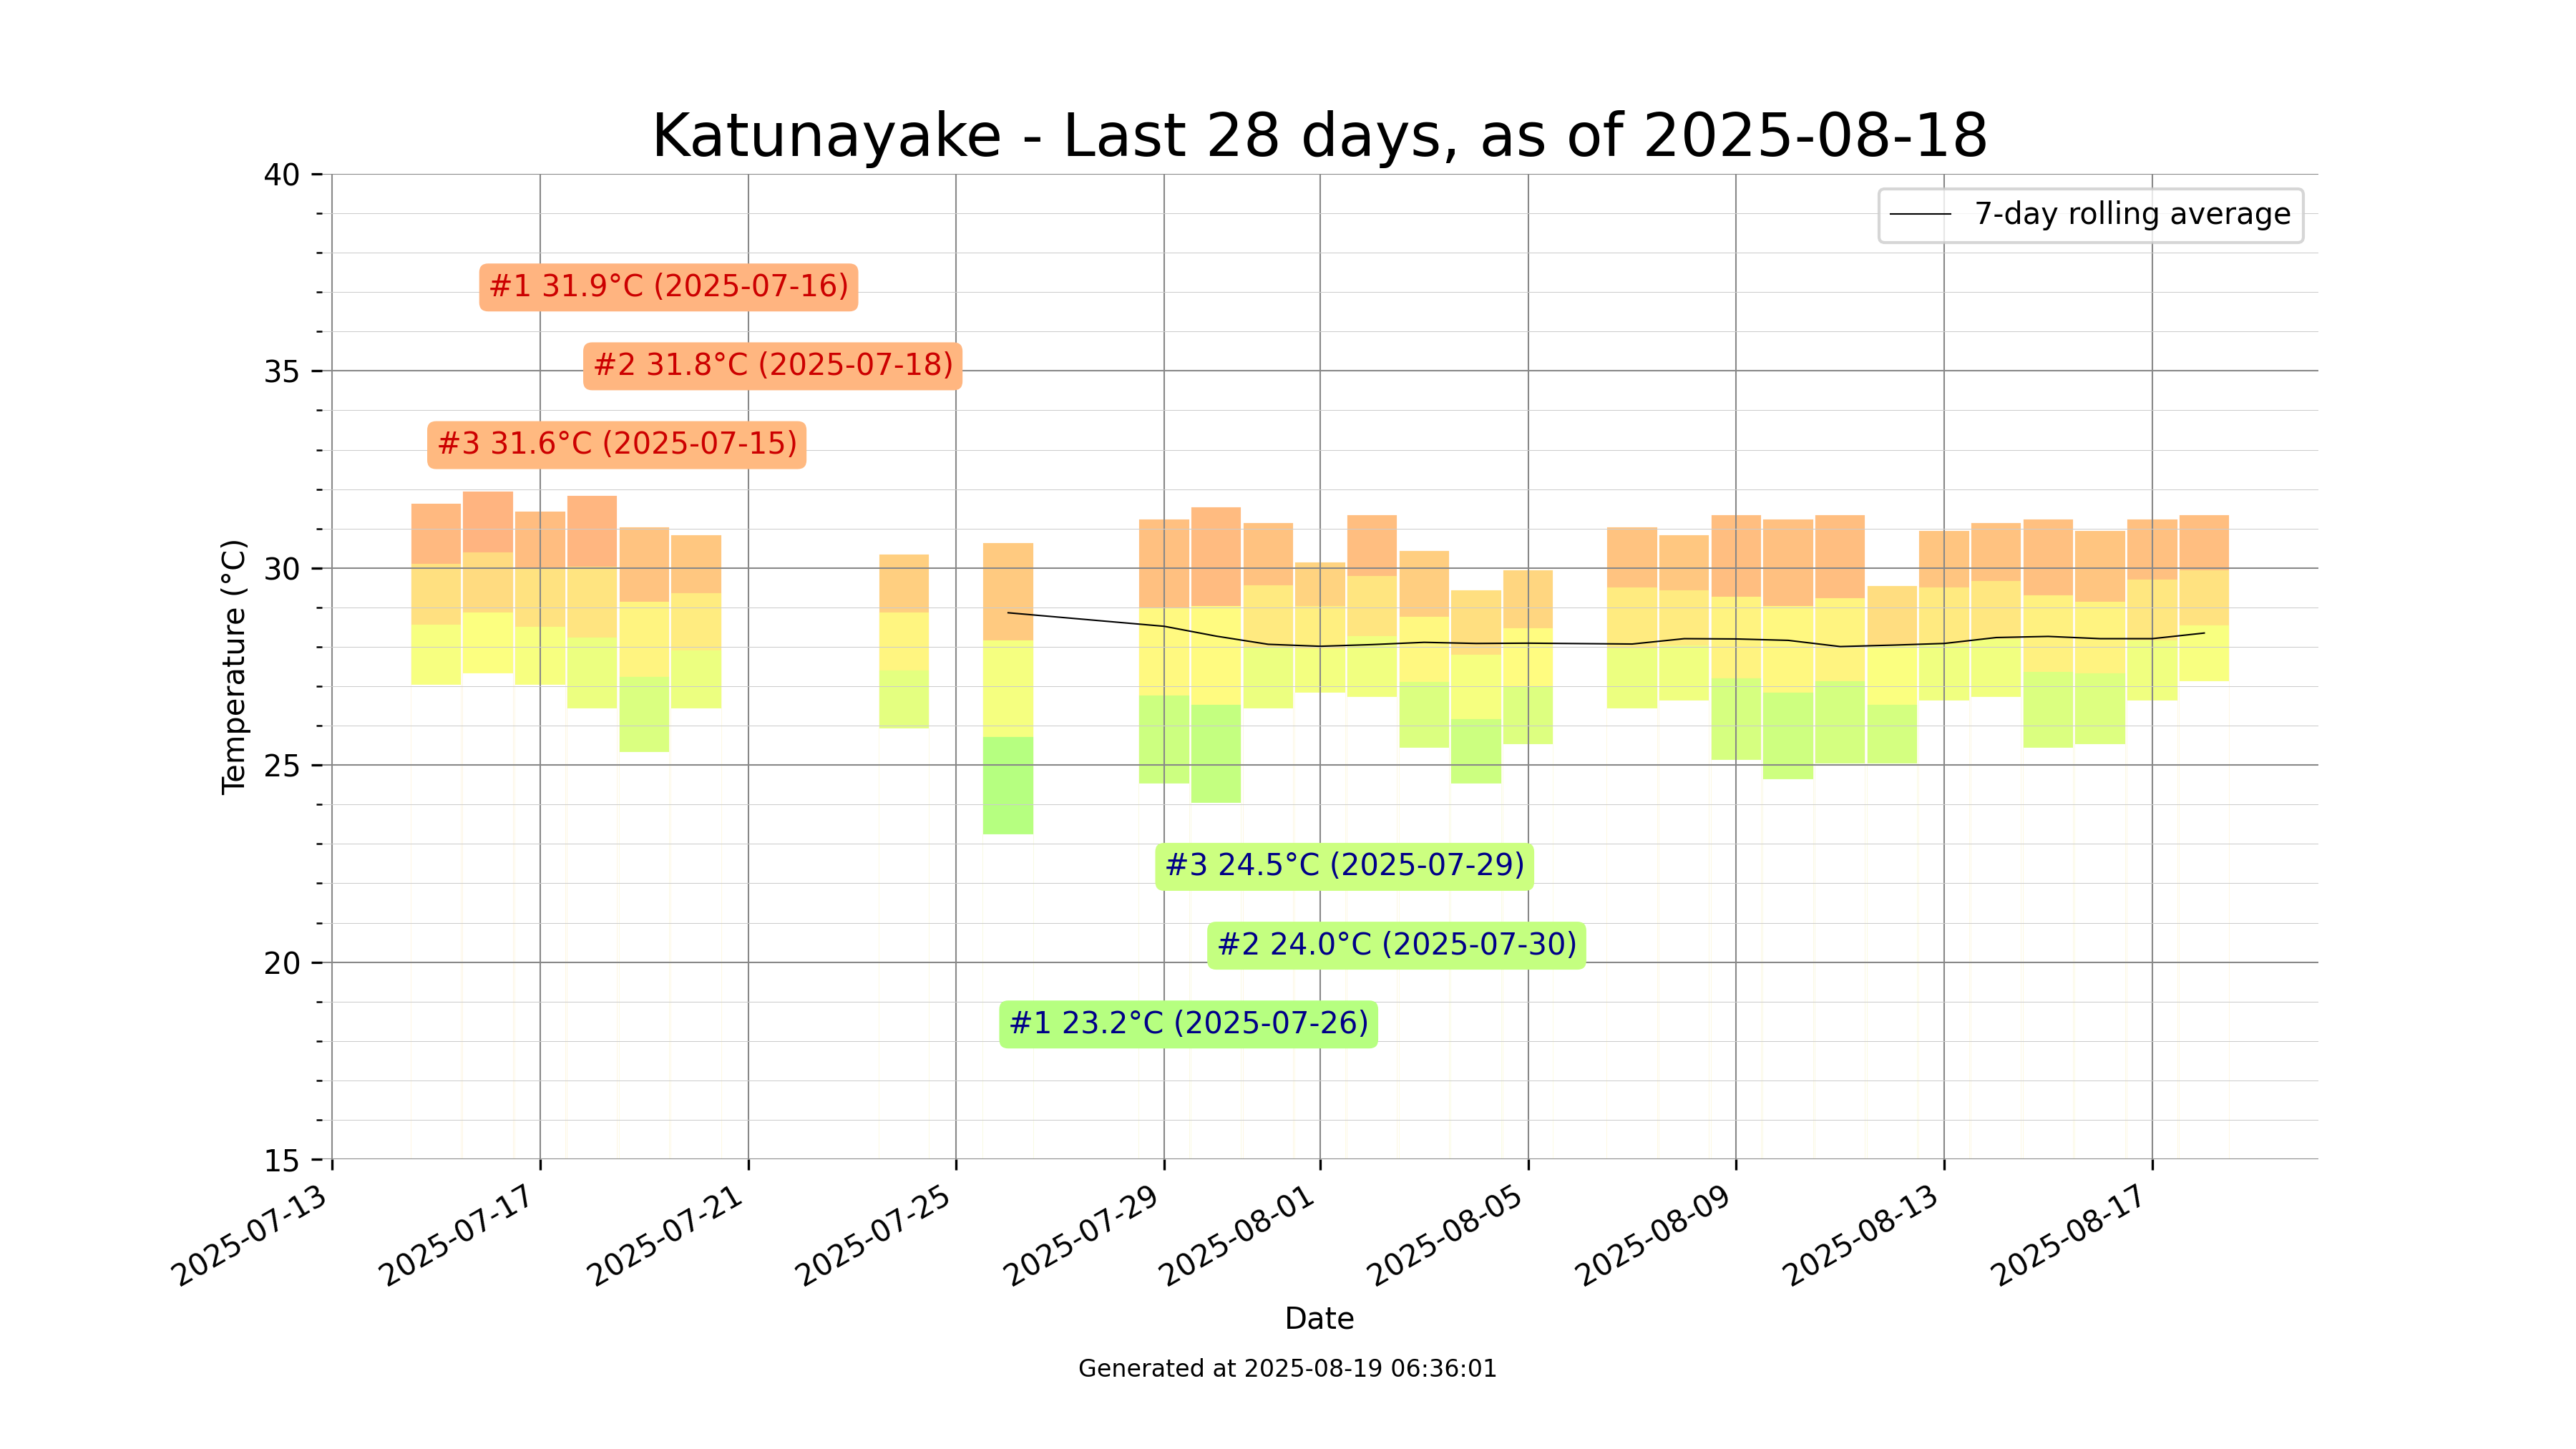 Katunayake - Last 28 days, as of 2025-08-18
7-day rolling average
#1 31.9°C (2025-07-16)
#2 31.8°C (2025-07-18)
#3 31.6°C (2025-07-15)
#3 24.5°C (2025-07-29)
#2 24.0°C (2025-07-30)
#1 23.2°C (2025-07-26)
Temperature (°C)
40
35
30
25
20
15
2025-07-13
2025-07-17
2025-07-21
2025-07-25
2025-07-29
2025-08-01
2025-08-05
2025-08-09
2025-08-13
2025-08-17
Date
Generated at 2025-08-19 06:36:01